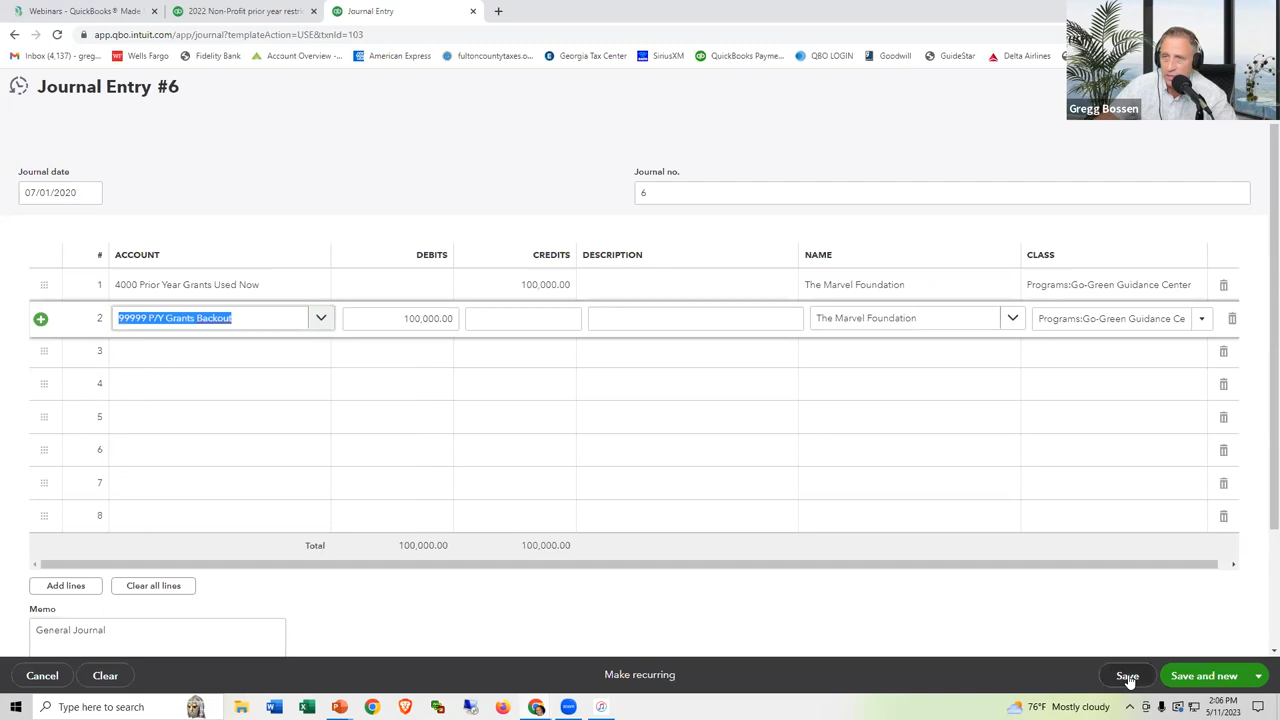 Webinars - QuickBooks® Made
2022 Non-Profit prior year restri
Journal Entry
app.qbo.intuit.com/app/journal?templateAction=USE&txnId=103
Inbox (4,137) - greg...
Wells Fargo
Fidelity Bank
Account Overview -...
American Express
fultoncountytaxes.o...
Georgia Tax Center
SiriusXM
QuickBooks Payme...
QBO LOGIN
Goodwill
GuideStar
Delta Airlines
Journal Entry #6
Gregg Bossen
Journal date
Journal no.
07/01/2020
6
# ACCOUNT DEBITS CREDITS DESCRIPTION NAME CLASS
1 4000 Prior Year Grants Used Now 100,000.00 The Marvel Foundation Programs:Go-Green Guidance Center
2 99999 P/Y Grants Backout 100,000.00 The Marvel Foundation Programs:Go-Green Guidance Ce
3
4
5
6
7
8
Total 100,000.00 100,000.00
Add lines Clear all lines
Memo
General Journal
Cancel Clear Make recurring Save Save and new
Type here to search
76°F Mostly cloudy
2:06 PM
5/11/2023